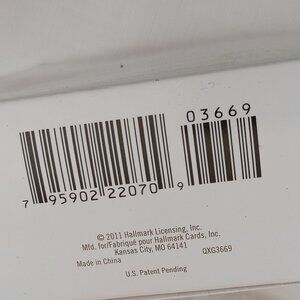 03669
7 95902 22070 9
© 2011 Hallmark Licensing, Inc.
Mfd. for/Fabriqué pour Hallmark Cards, Inc.
Kansas City, MO 64141 QXG3669
Made in China
U.S. Patent Pending